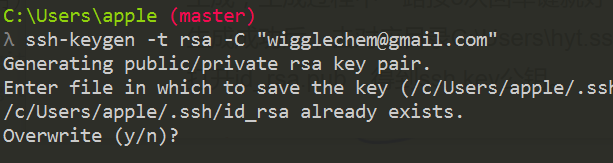 C:\Users\apple (master)
λ ssh-keygen -t rsa -C "wigglechem@gmail.com"
Generating public/private rsa key pair.
Enter file in which to save the key (/c/Users/apple/.ssh
/c/Users/apple/.ssh/id_rsa already exists.
Overwrite (y/n)?